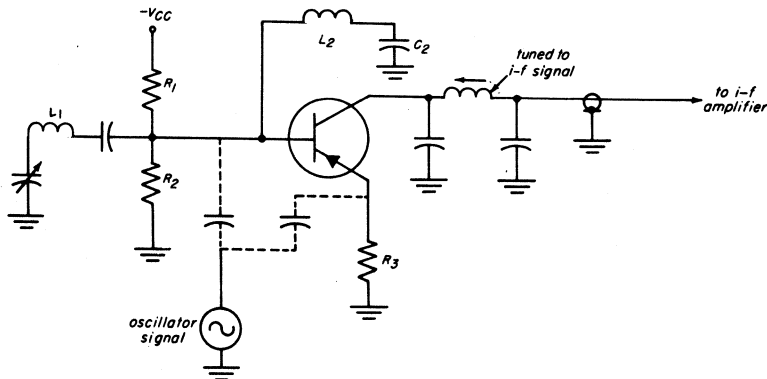 -VCC
L2
C2
tuned to
i-f signal
to i-f
amplifier
R1
L1
R2
R3
oscillator
signal